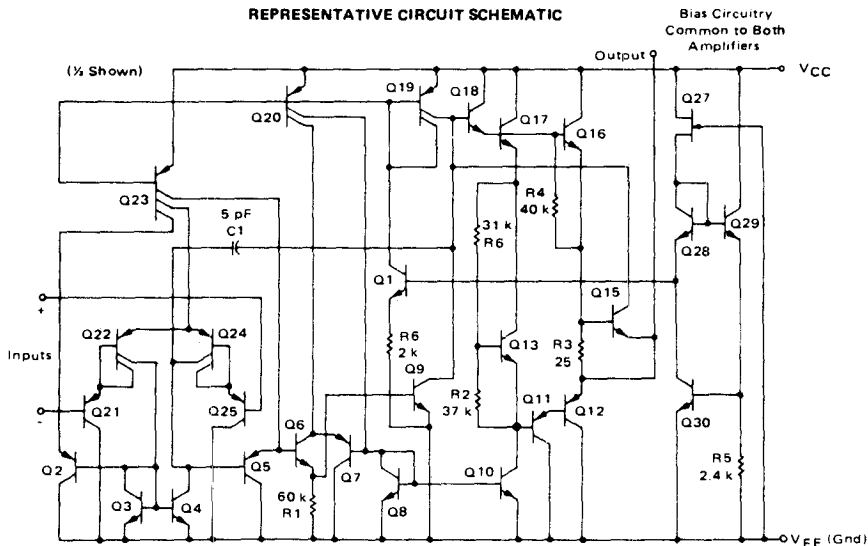 REPRESENTATIVE CIRCUIT SCHEMATIC
Bias Circuitry
Common to Both
Amplifiers
(½ Shown)
Output
VCC
Q20
Q19
Q18
Q17
Q16
Q27
Q23
5 pF
C1
R4
40 k
31 k
R6
Q28
Q29
Q1
Q15
+
Inputs
-
Q22
Q24
R6
2 k
Q9
Q13
R3
25
Q21
Q25
R2
37 k
Q11
Q12
Q30
Q2
Q5
Q6
Q7
Q10
R5
2.4 k
Q3
Q4
60 k
R1
Q8
VEE (Gnd)